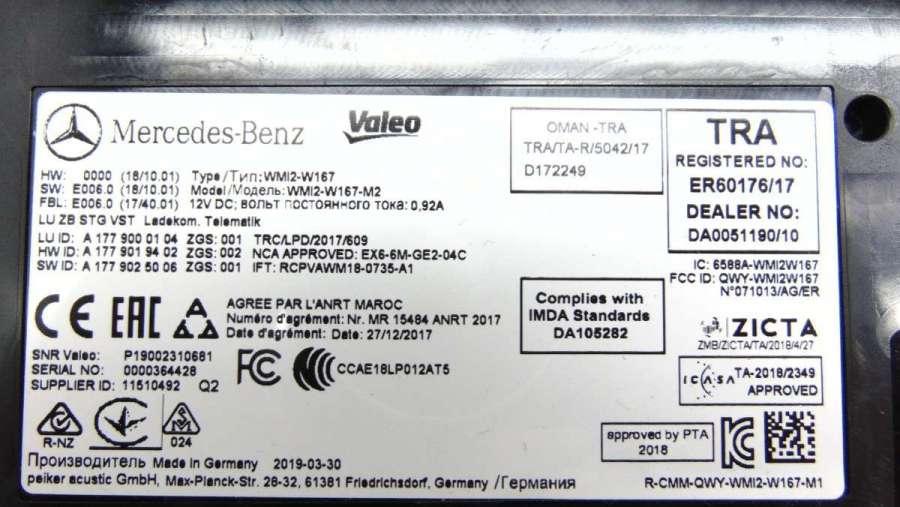 Mercedes-Benz
Valeo
HW: 0000 (18/10.01) Type/Тип:WMI2-W167
SW: E006.0 (18/10.01) Model/Модель: WMI2-W167-M2
FBL: E006.0 (17/40.01) 12V DC; вольт постоянного тока: 0,92A
LU ZB STG VST Ladekom. Telematik
LU ID: A 177 900 01 04 ZGS: 001 TRC/LPD/2017/609
HW ID: A 177 901 94 02 ZGS: 002 NCA APPROVED: EX6-6M-GE2-04C
SW ID: A 177 902 50 06 ZGS: 001 IFT: RCPVAWM18-0735-A1
OMAN -TRA
TRA/TA-R/5042/17
D172249
TRA
REGISTERED NO:
ER60176/17
DEALER NO:
DA0051190/10
IC: 6588A-WMI2W167
FCC ID: QWY-WMI2W167
N°071013/AG/ER
CE EAC
AGREE PAR L'ANRT MAROC
Numéro d'agrément: Nr. MR 15484 ANRT 2017
Date d'agrément: Date: 27/12/2017
Complies with
IMDA Standards
DA105282
ZICTA
ZMB/ZICTA/TA/2018/4/27
SNR Valeo: P19002310681
SERIAL NO: 0000364428
SUPPLIER ID: 11510492 Q2
FC
CCAE18LP012AT5
ICASA TA-2018/2349
APPROVED
R-NZ
024
approved by PTA
2018
Производитель Made in Germany 2019-03-30
peiker acustic GmbH, Max-Planck-Str. 28-32, 61381 Friedrichsdorf, Germany /Германия
R-CMM-QWY-WMI2-W167-M1